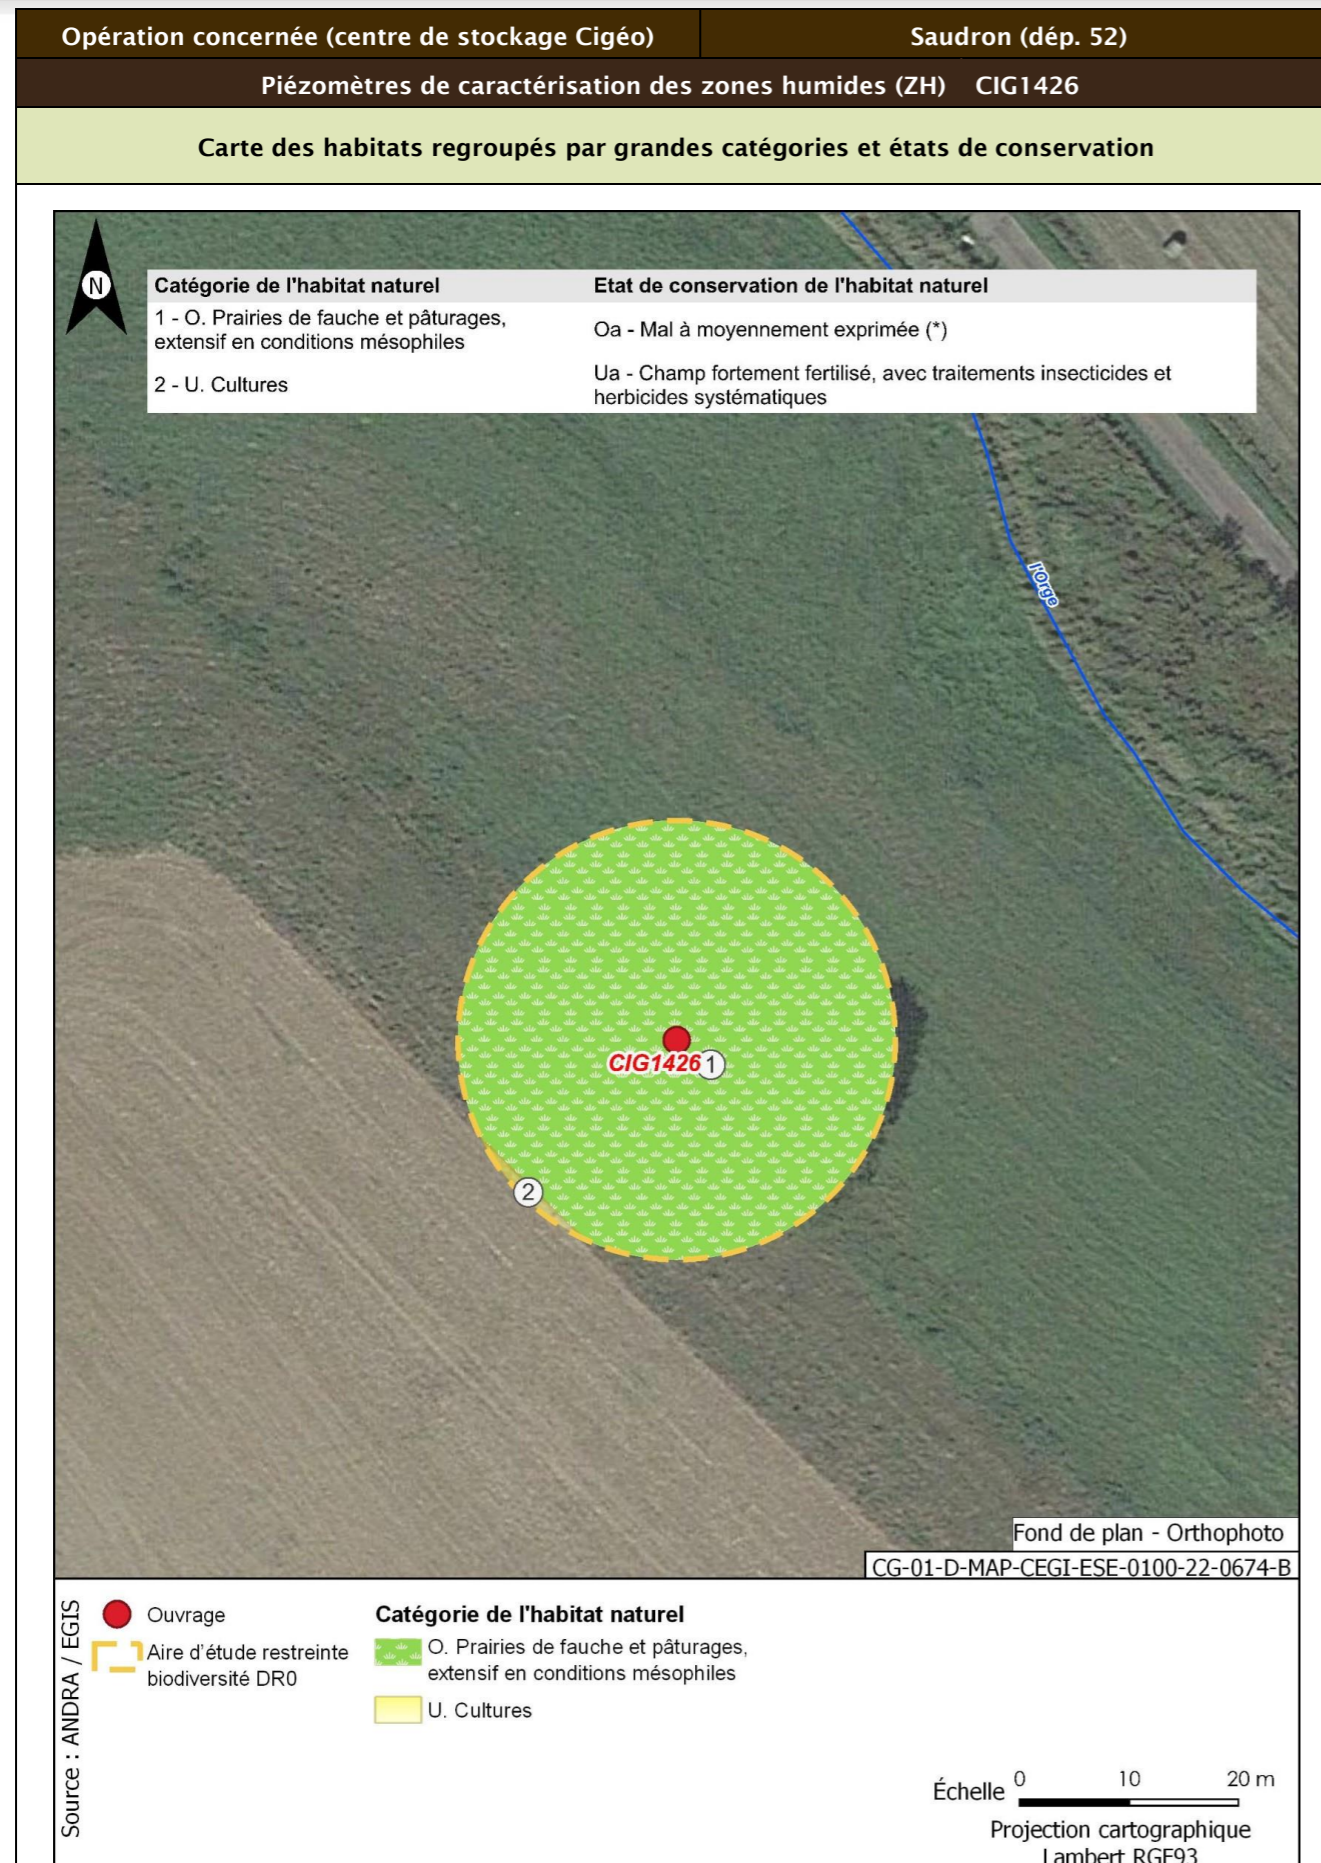 Opération concernée (centre de stockage Cigéo) Saudron (dép. 52)
Piézomètres de caractérisation des zones humides (ZH) CIG1426
Carte des habitats regroupés par grandes catégories et états de conservation
N
Catégorie de l'habitat naturel Etat de conservation de l'habitat naturel
1 - O. Prairies de fauche et pâturages,
extensif en conditions mésophiles
Oa - Mal à moyennement exprimée (*)
2 - U. Cultures
Ua - Champ fortement fertilisé, avec traitements insecticides et
herbicides systématiques
l'Orge
CIG1426 1
2
Fond de plan - Orthophoto
CG-01-D-MAP-CEGI-ESE-0100-22-0674-B
Source : ANDRA / EGIS
Ouvrage
Aire d'étude restreinte
biodiversité DR0
Catégorie de l'habitat naturel
O. Prairies de fauche et pâturages,
extensif en conditions mésophiles
U. Cultures
Échelle 0 10 20 m
Projection cartographique
Lambert RGF93